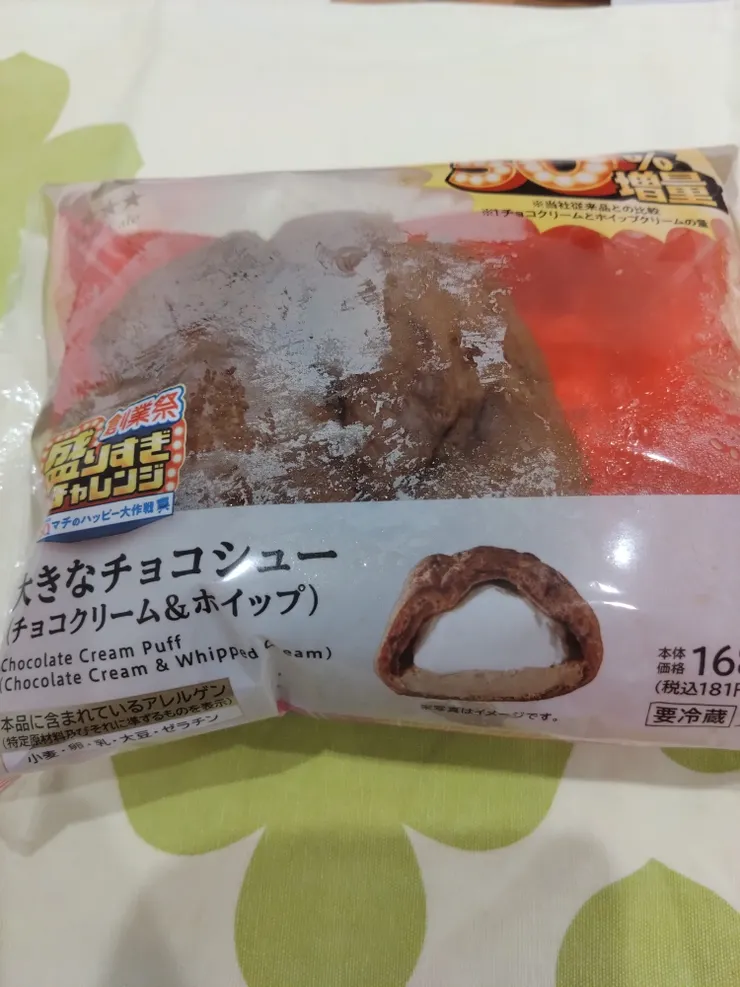 50%
増量
※当社従来品との比較
※1チョコクリームとホイップクリームの量
創業祭
盛りすぎ
チャレンジ
マチのハッピー大作戦
大きなチョコシュー
(チョコクリーム&ホイップ)
Chocolate Cream Puff
(Chocolate Cream & Whipped Cream)
※写真はイメージです。
本体
価格 168
(税込181円
要冷蔵
本品に含まれているアレルゲン
(特定原材料及びそれに準ずるものを表示)
小麦・卵・乳・大豆・ゼラチン